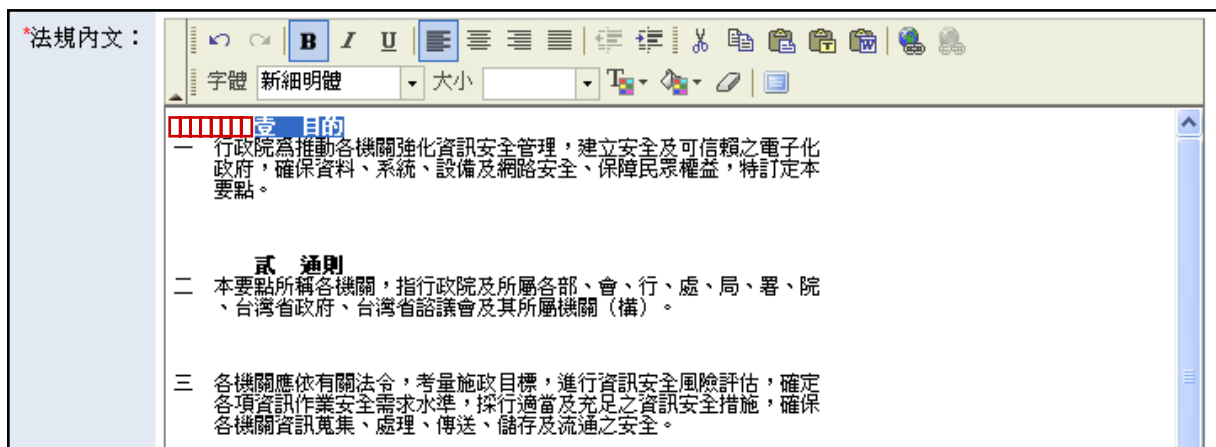 *法規內文：
B I U
字體 新細明體 大小
壹 目的
一 行政院為推動各機關強化資訊安全管理，建立安全及可信賴之電子化
政府，確保資料、系統、設備及網路安全、保障民眾權益，特訂定本
要點。
貳 通則
二 本要點所稱各機關，指行政院及所屬各部、會、行、處、局、署、院
、台灣省政府、台灣省諮議會及其所屬機關（構）。
三 各機關應依有關法令，考量施政目標，進行資訊安全風險評估，確定
各項資訊作業安全需求水準，採行適當及充足之資訊安全措施，確保
各機關資訊蒐集、處理、傳送、儲存及流通之安全。